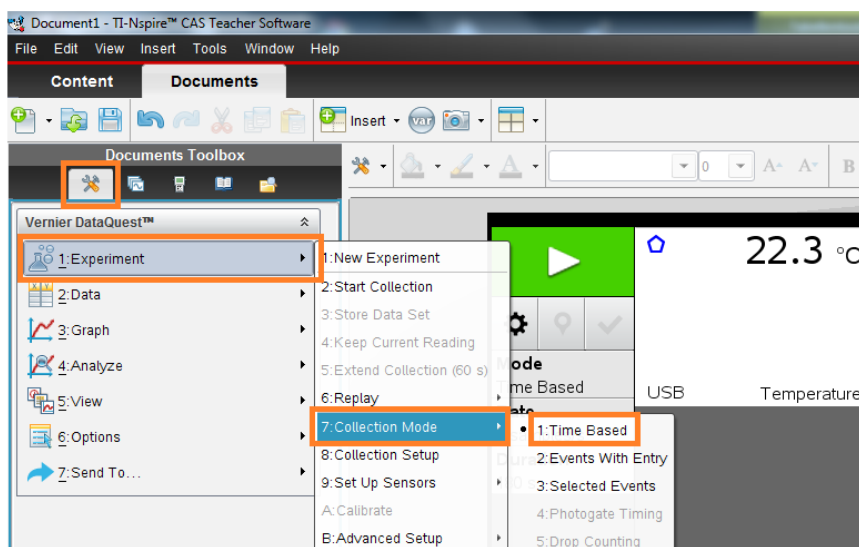 Document1 - TI-Nspire™ CAS Teacher Software
File Edit View Insert Tools Window Help
Content Documents
Insert var
Documents Toolbox
0 A A B
Vernier DataQuest™
1:Experiment
2:Data
3:Graph
4:Analyze
5:View
6:Options
7:Send To...
1:New Experiment
2:Start Collection
3:Store Data Set
4:Keep Current Reading
5:Extend Collection (60 s)
6:Replay
7:Collection Mode
8:Collection Setup
9:Set Up Sensors
A:Calibrate
B:Advanced Setup
1:Time Based
2:Events With Entry
3:Selected Events
4:Photogate Timing
5:Drop Counting
22.3 °C
USB Temperature